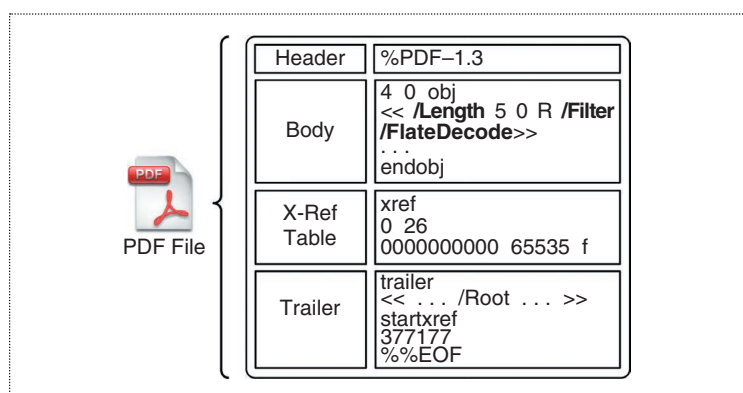 Header
%PDF–1.3
Body
4 0 obj
<< /Length 5 0 R /Filter
/FlateDecode>>
. . .
endobj
PDF
PDF File
X-Ref
Table
xref
0 26
0000000000 65535 f
Trailer
trailer
<< . . . /Root . . . >>
startxref
377177
%%EOF